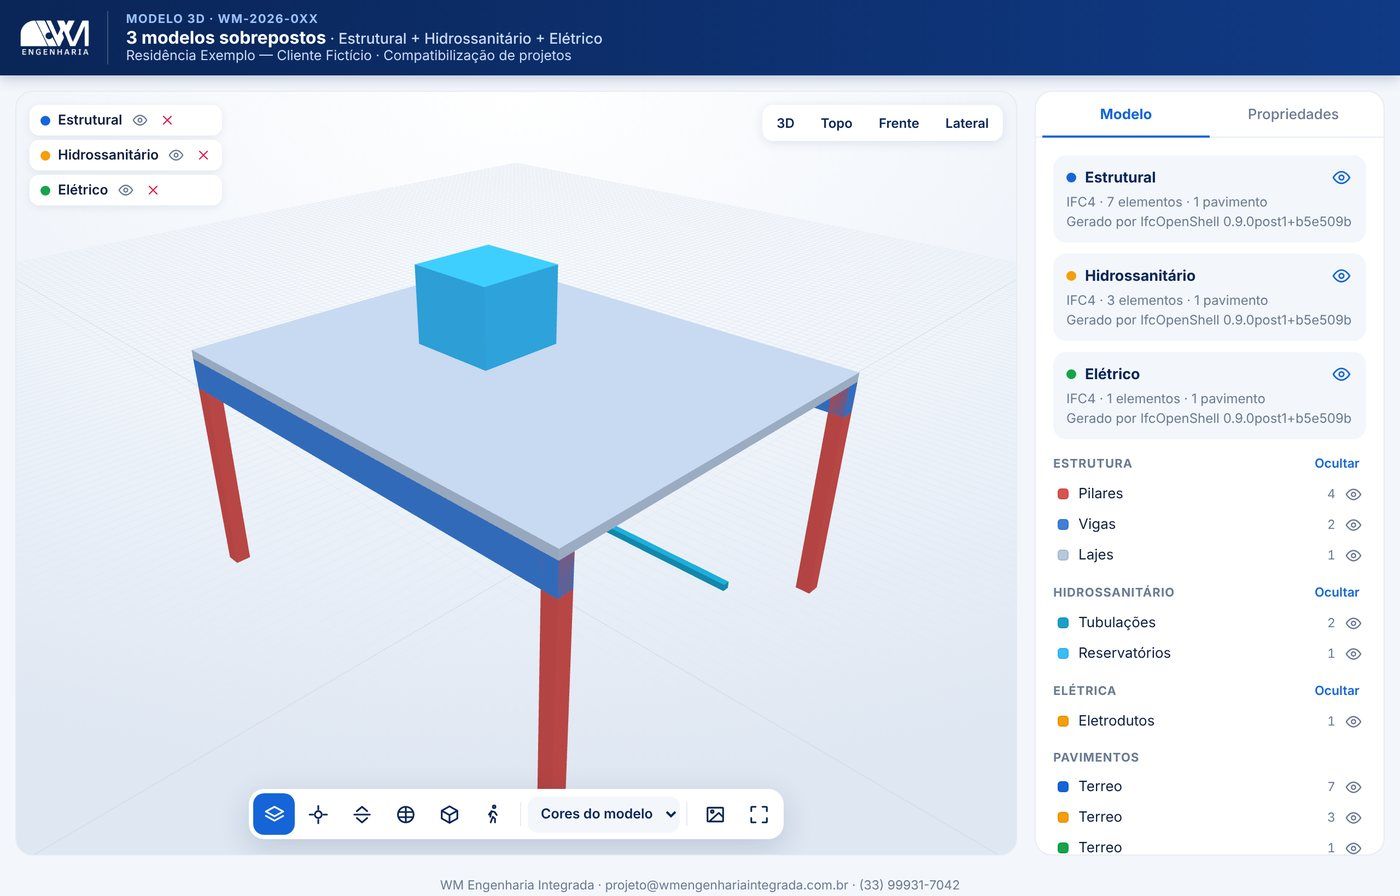 WM
ENGENHARIA
MODELO 3D · WM-2026-0XX
3 modelos sobrepostos · Estrutural + Hidrossanitário + Elétrico
Residência Exemplo — Cliente Fictício · Compatibilização de projetos
Estrutural
Hidrossanitário
Elétrico
3D Topo Frente Lateral
Modelo Propriedades
Estrutural
IFC4 · 7 elementos · 1 pavimento
Gerado por IfcOpenShell 0.9.0post1+b5e509b
Hidrossanitário
IFC4 · 3 elementos · 1 pavimento
Gerado por IfcOpenShell 0.9.0post1+b5e509b
Elétrico
IFC4 · 1 elementos · 1 pavimento
Gerado por IfcOpenShell 0.9.0post1+b5e509b
ESTRUTURA Ocultar
Pilares 4
Vigas 2
Lajes 1
HIDROSSANITÁRIO Ocultar
Tubulações 2
Reservatórios 1
ELÉTRICA Ocultar
Eletrodutos 1
PAVIMENTOS
Terreo 7
Terreo 3
Terreo 1
Cores do modelo
WM Engenharia Integrada · projeto@wmengenhariaintegrada.com.br · (33) 99931-7042